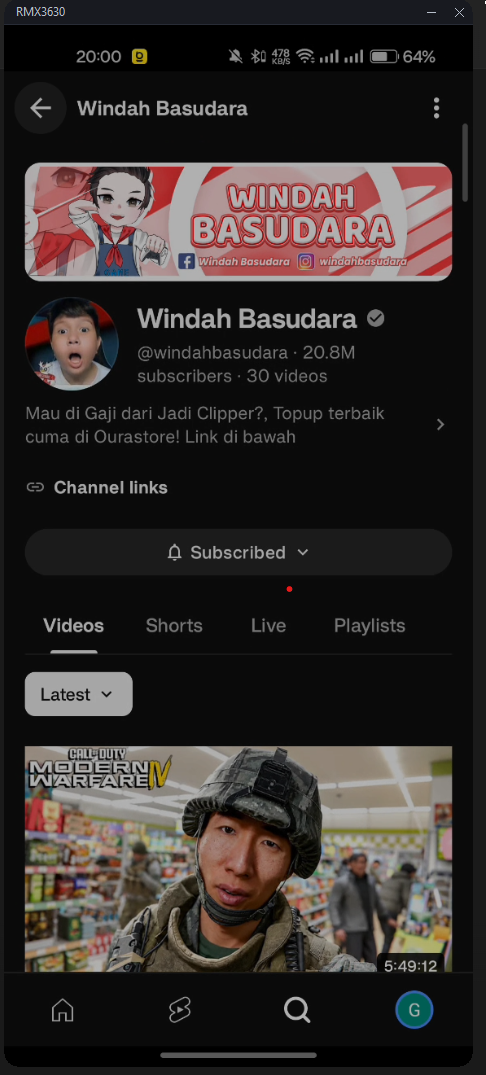 RMX3630
20:00
478
KB/S
64%
Windah Basudara
WINDAH
BASUDARA
GAME
Windah Basudara
windahbasudara
Windah Basudara
@windahbasudara · 20.8M
subscribers · 30 videos
Mau di Gaji dari Jadi Clipper?, Topup terbaik
cuma di Ourastore! Link di bawah
Channel links
Subscribed
Videos
Shorts
Live
Playlists
Latest
CALL OF DUTY
MODERN
WARFARE IV
5:49:12
G